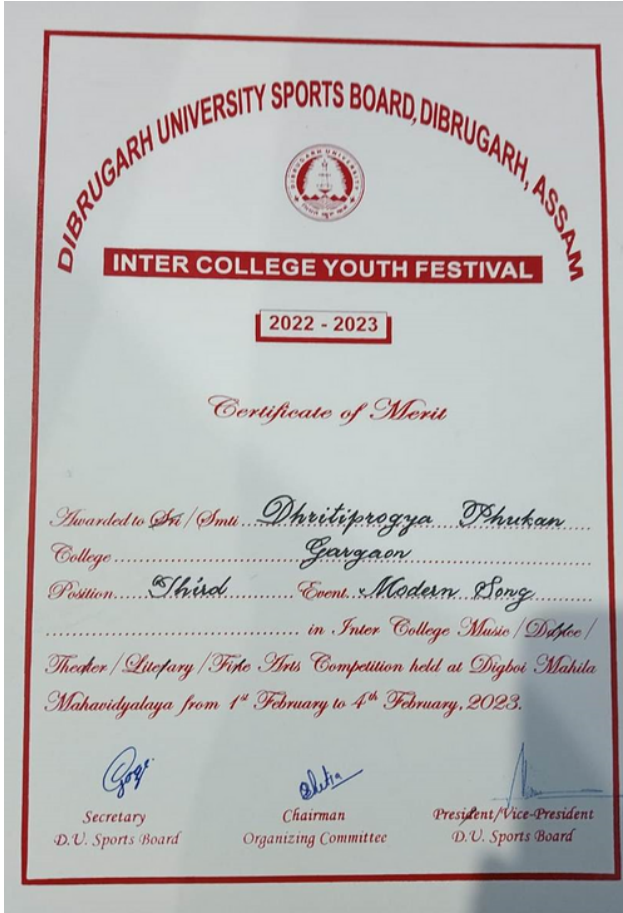 DIBRUGARH UNIVERSITY SPORTS BOARD, DIBRUGARH, ASSAM
DIBRUGARH UNIVERSITY
INTER COLLEGE YOUTH FESTIVAL
2022 - 2023
Certificate of Merit
Awarded to Sri / Smti ... Dhritiprogya Phukan
College ... Gargaon
Position ... Third ... Event ... Modern Song
... in Inter College Music / Dance /
Theater / Literary / Fine Arts Competition held at Digboi Mahila
Mahavidyalaya from 1st February to 4th February, 2023.
Secretary Chairman President/Vice-President
D.U. Sports Board Organizing Committee D.U. Sports Board